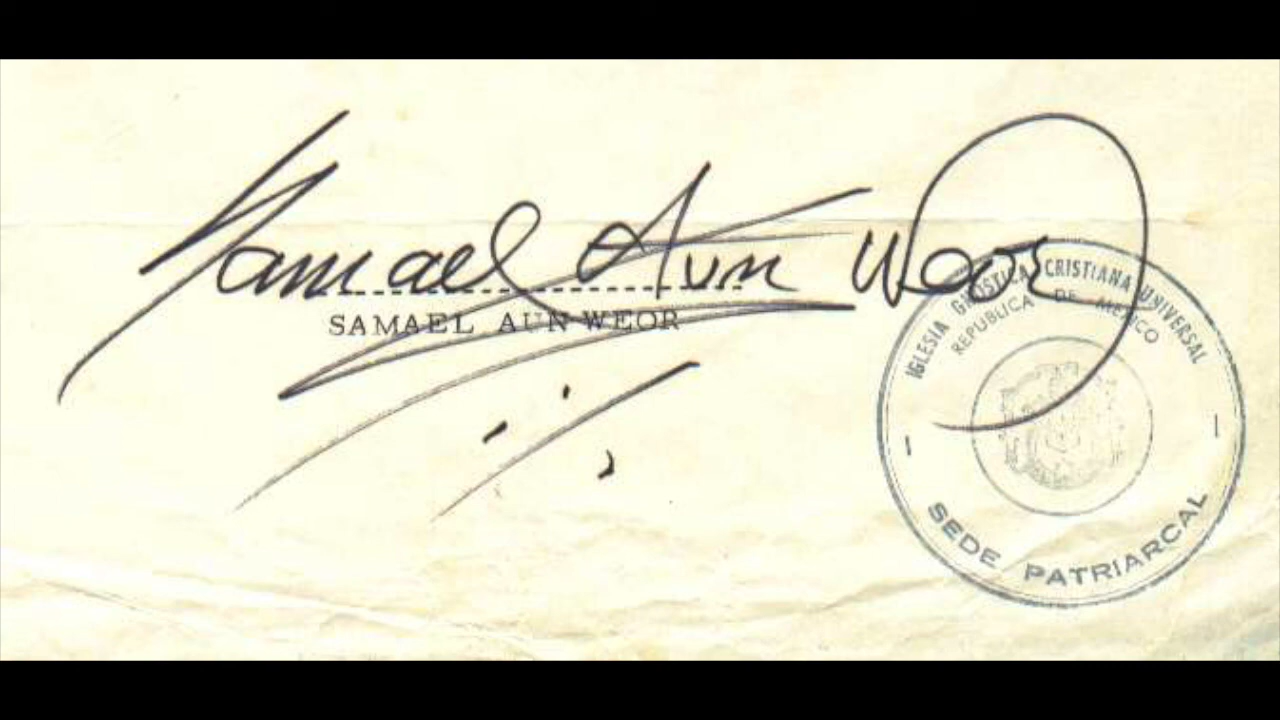 Samael Aun Weor
SAMAEL AUN WEOR
IGLESIA GNOSTICA CRISTIANA UNIVERSAL
REPUBLICA DE MEXICO
SEDE PATRIARCAL